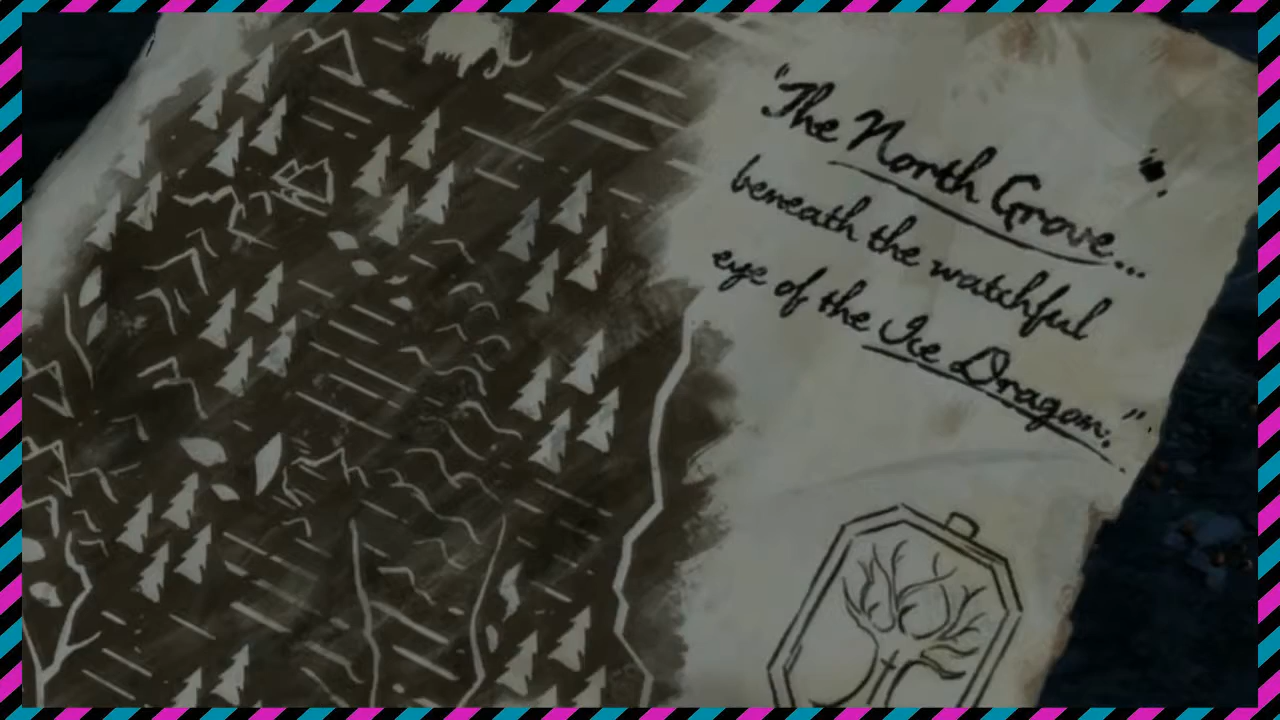 "The North Grove...
beneath the watchful
eye of the Ice Dragon."